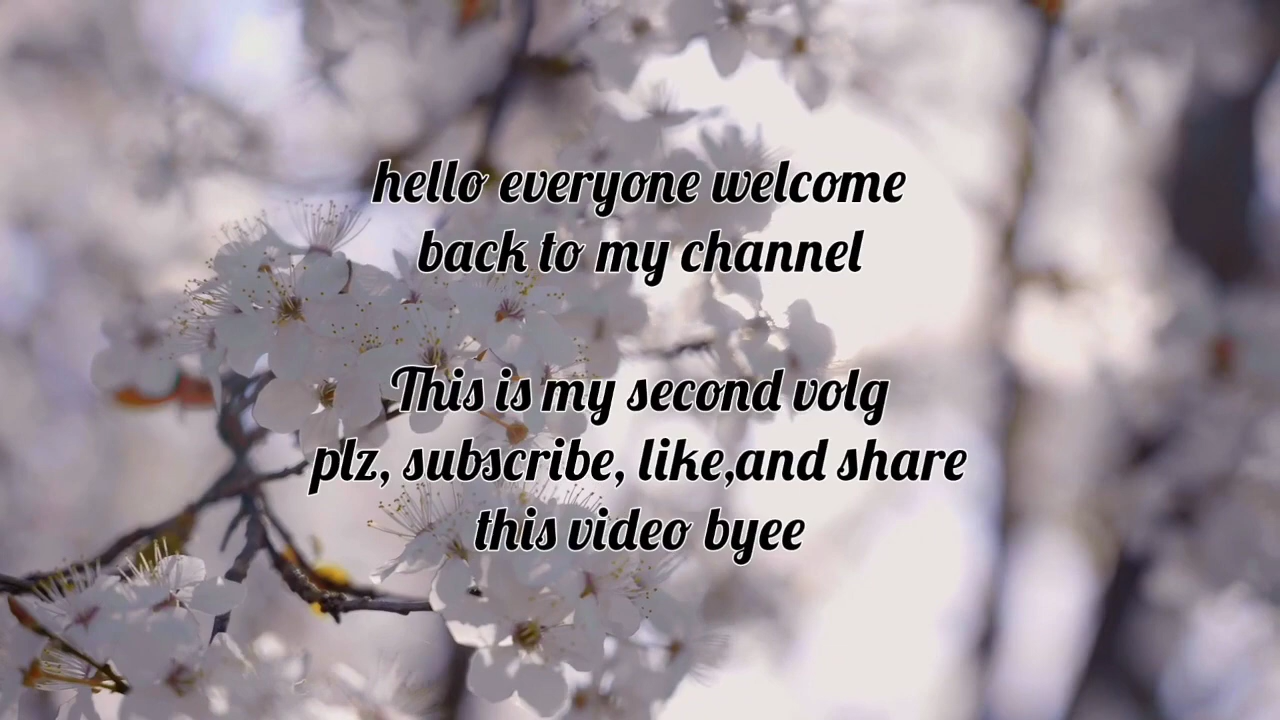 hello everyone welcome
back to my channel
This is my second volg
plz, subscribe, like,and share
this video byee